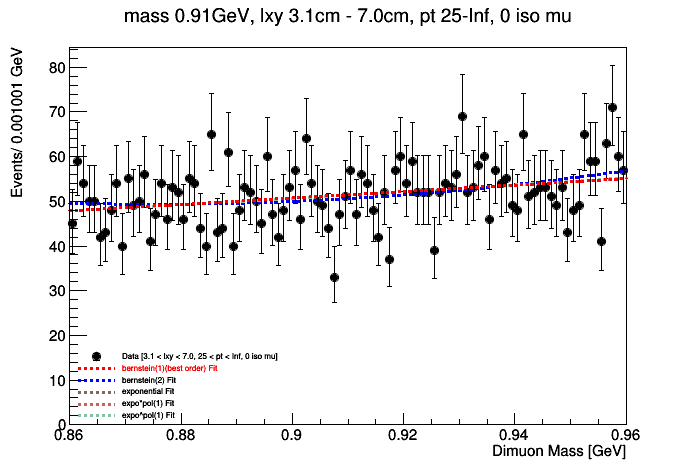 mass 0.91GeV, lxy 3.1cm - 7.0cm, pt 25-Inf, 0 iso mu
Events/ 0.001001 GeV
80
70
60
50
40
30
20
10
0
Data [3.1 < lxy < 7.0, 25 < pt < Inf, 0 iso mu]
bernstein(1)(best order) Fit
bernstein(2) Fit
exponential Fit
expo*pol(1) Fit
expo^pol(1) Fit
0.86 0.88 0.9 0.92 0.94 0.96
Dimuon Mass [GeV]